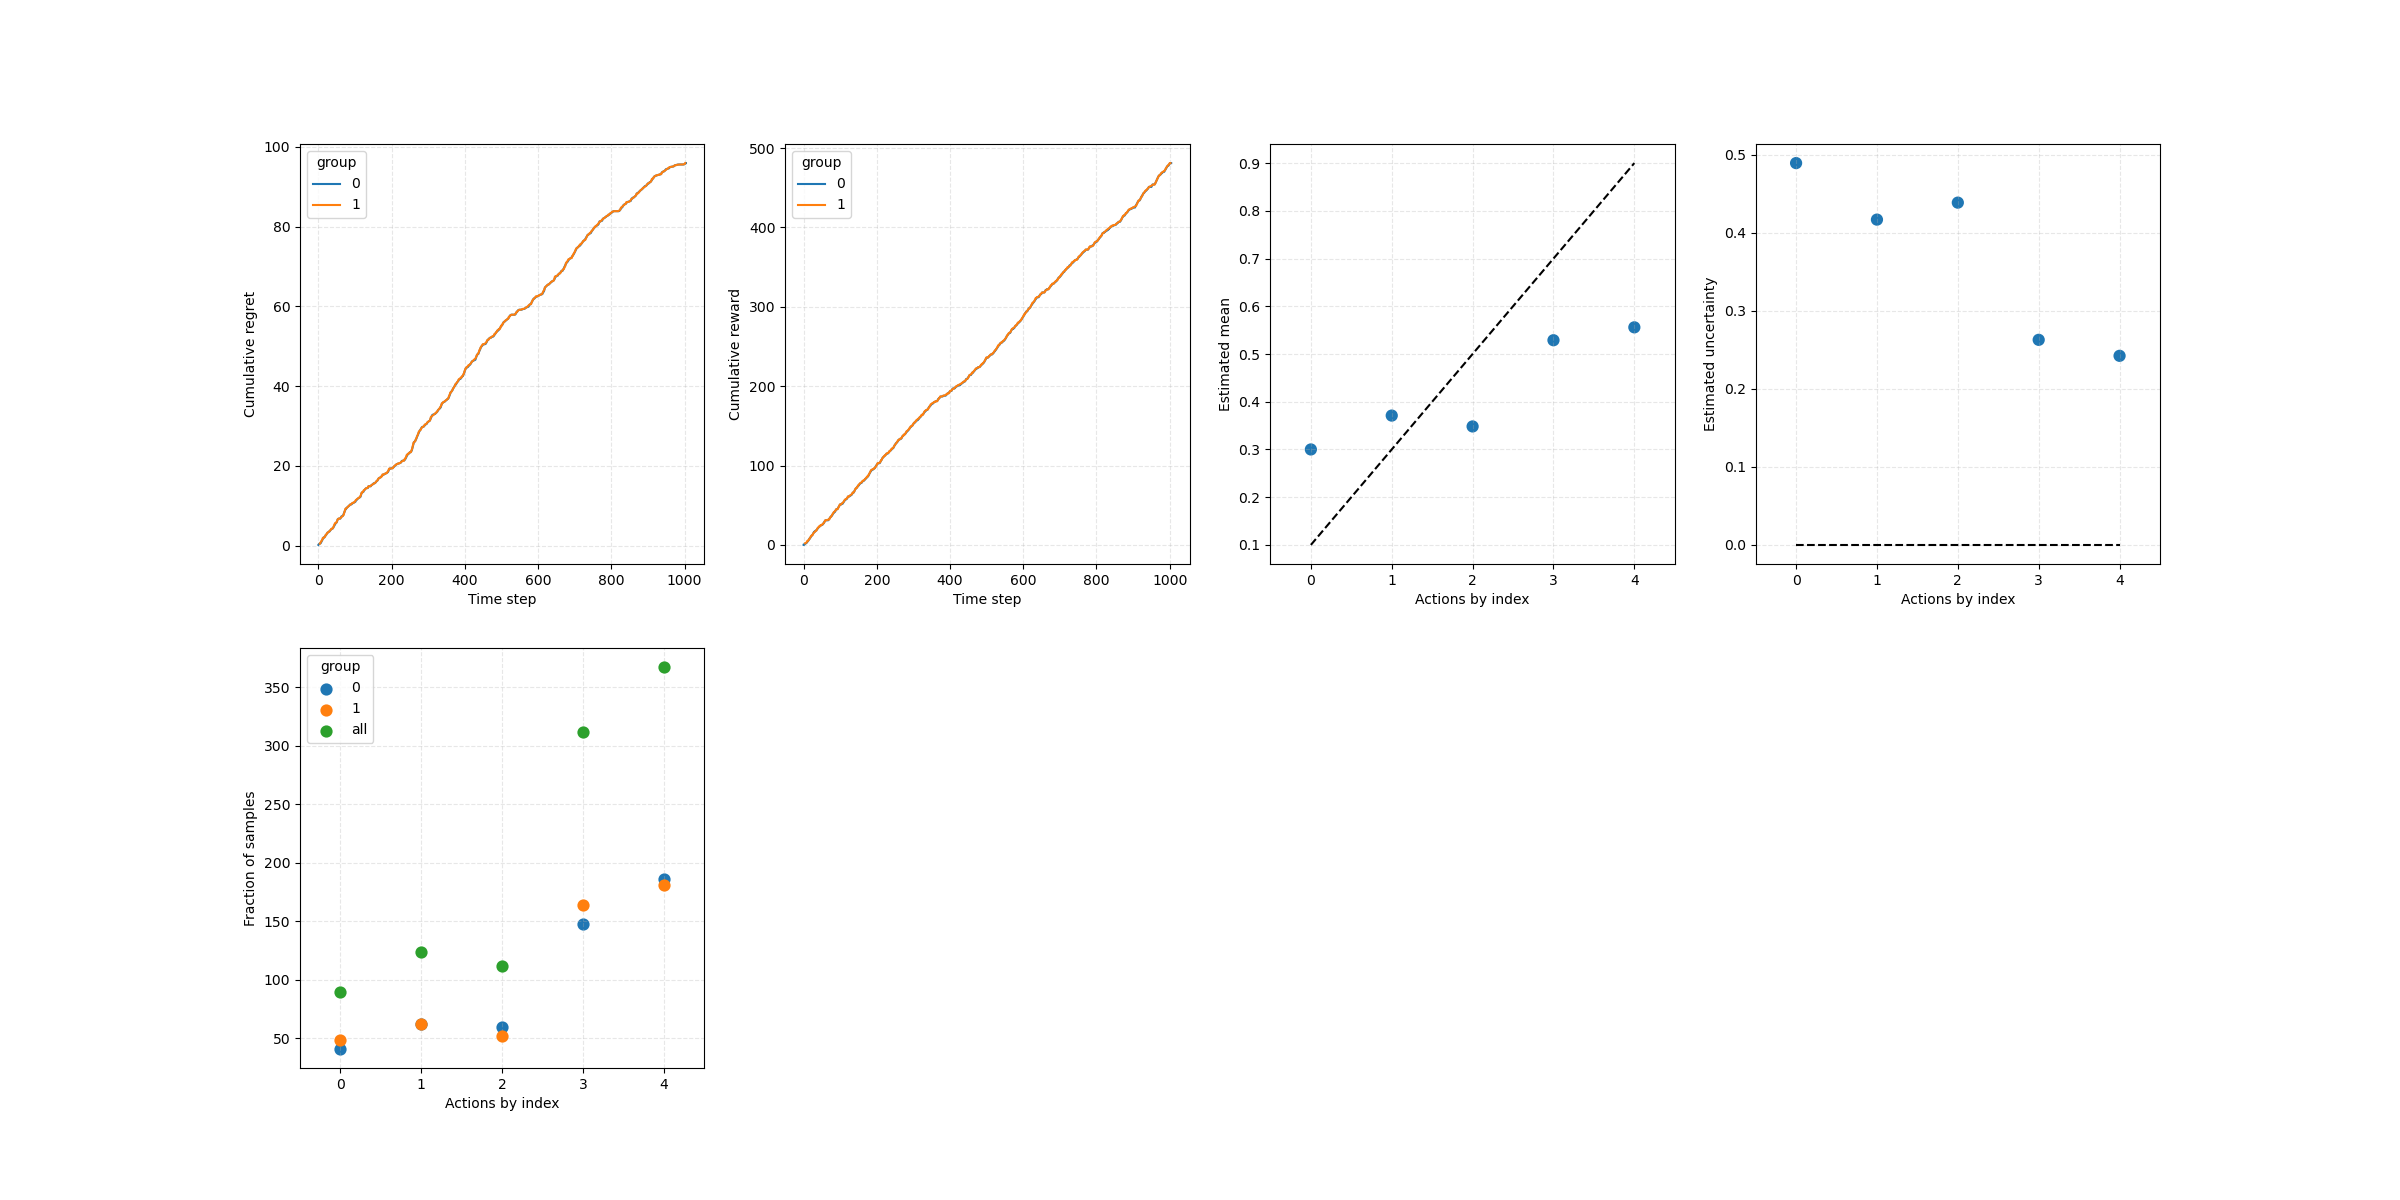 group
0
1
Cumulative regret
100
80
60
40
20
0
0 200 400 600 800 1000
Time step
group
0
1
Cumulative reward
500
400
300
200
100
0
0 200 400 600 800 1000
Time step
Estimated mean
0.9
0.8
0.7
0.6
0.5
0.4
0.3
0.2
0.1
0 1 2 3 4
Actions by index
Estimated uncertainty
0.5
0.4
0.3
0.2
0.1
0.0
0 1 2 3 4
Actions by index
group
0
1
all
Fraction of samples
350
300
250
200
150
100
50
0 1 2 3 4
Actions by index